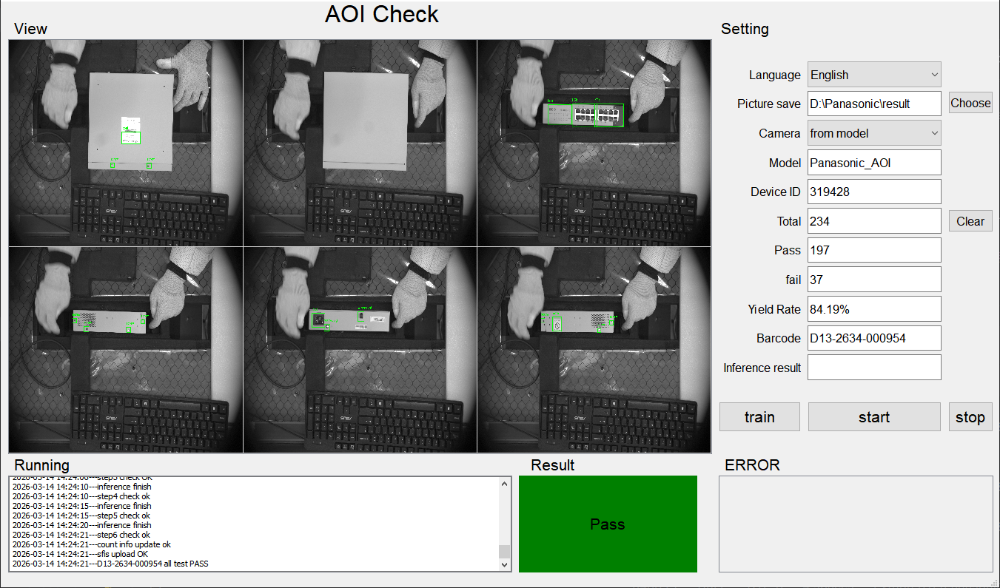 AOI Check
View
Setting
Language English
Picture save D:\Panasonic\result Choose
Camera from model
Model Panasonic_AOI
Device ID 319428
Total 234 Clear
Pass 197
fail 37
Yield Rate 84.19%
Barcode D13-2634-000954
Inference result
train start stop
Running
2026-03-14 14:24:10---inference finish
2026-03-14 14:24:10---step4 check ok
2026-03-14 14:24:15---inference finish
2026-03-14 14:24:15---step5 check ok
2026-03-14 14:24:20---inference finish
2026-03-14 14:24:21---step6 check ok
2026-03-14 14:24:21---count info update ok
2026-03-14 14:24:21---sfis upload OK
2026-03-14 14:24:21---D13-2634-000954 all test PASS
Result
Pass
ERROR